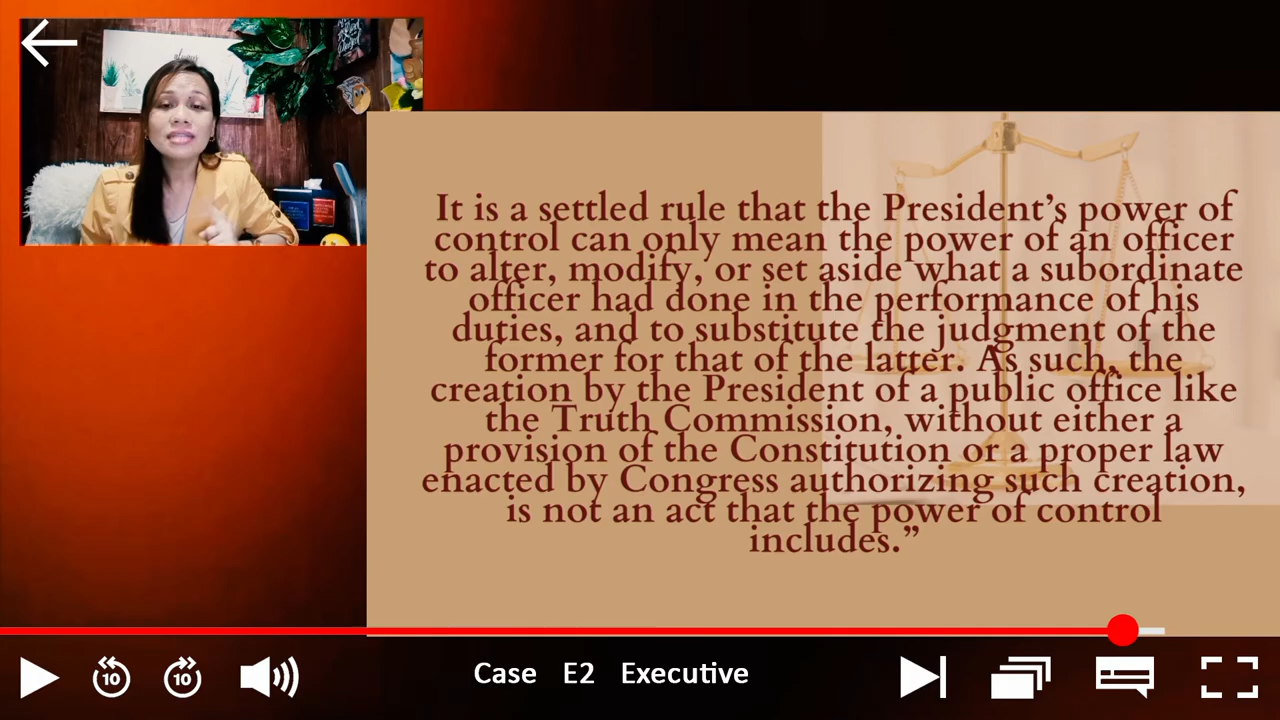 It is a settled rule that the President's power of
control can only mean the power of an officer
to alter, modify, or set aside what a subordinate
officer had done in the performance of his
duties, and to substitute the judgment of the
former for that of the latter. As such, the
creation by the President of a public office like
the Truth Commission, without either a
provision of the Constitution or a proper law
enacted by Congress authorizing such creation,
is not an act that the power of control
includes.”
10
10
Case E2 Executive